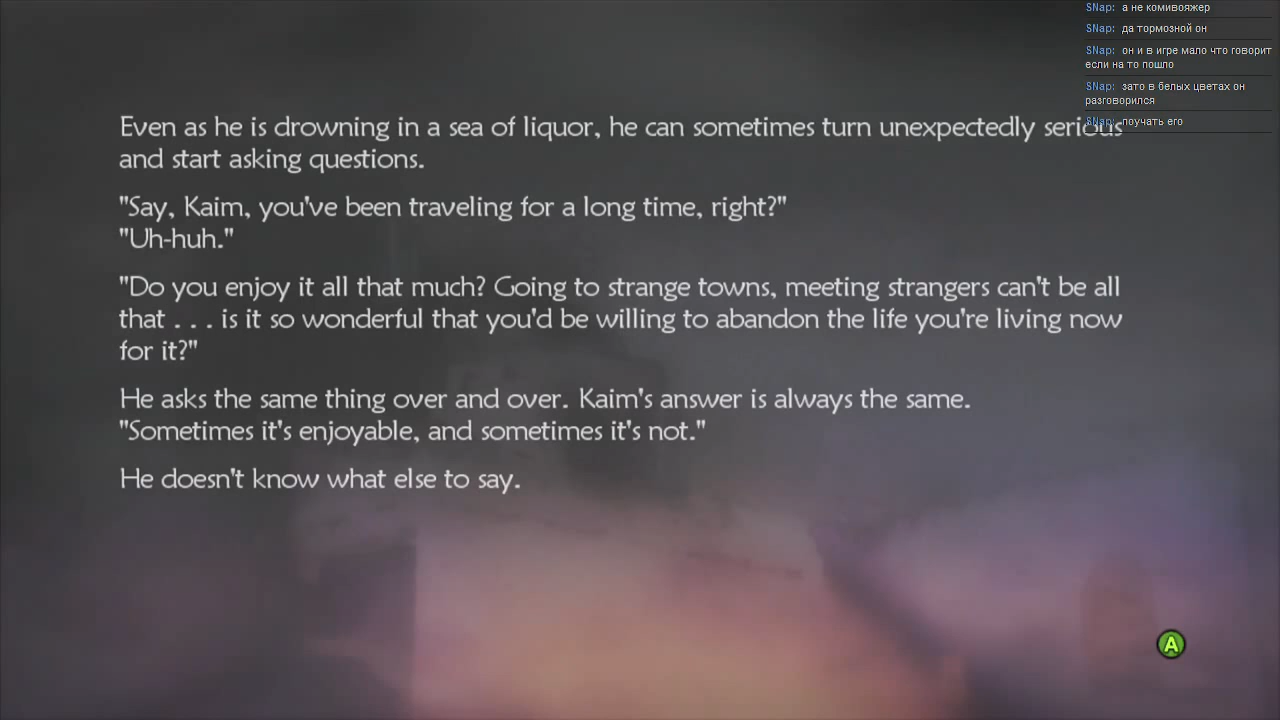 SNap: а не комивояжер
SNap: да тормозной он
SNap: он и в игре мало что говорит
если на то пошло
SNap: зато в белых цветах он
разговорился
SNap: поучать его
Even as he is drowning in a sea of liquor, he can sometimes turn unexpectedly serious
and start asking questions.
"Say, Kaim, you've been traveling for a long time, right?"
"Uh-huh."
"Do you enjoy it all that much? Going to strange towns, meeting strangers can't be all
that . . . is it so wonderful that you'd be willing to abandon the life you're living now
for it?"
He asks the same thing over and over. Kaim's answer is always the same.
"Sometimes it's enjoyable, and sometimes it's not."
He doesn't know what else to say.
A